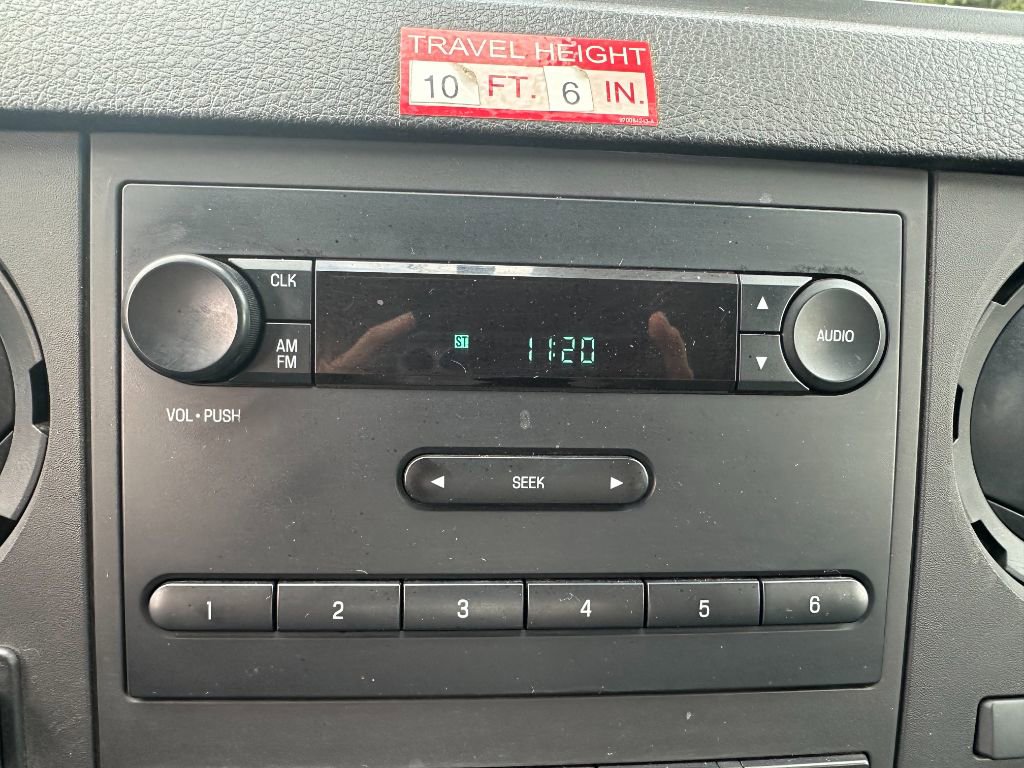 TRAVEL HEIGHT
10 FT. 6 IN.
CLK
AM
FM
ST
11:20
AUDIO
VOL • PUSH
SEEK
1 2 3 4 5 6